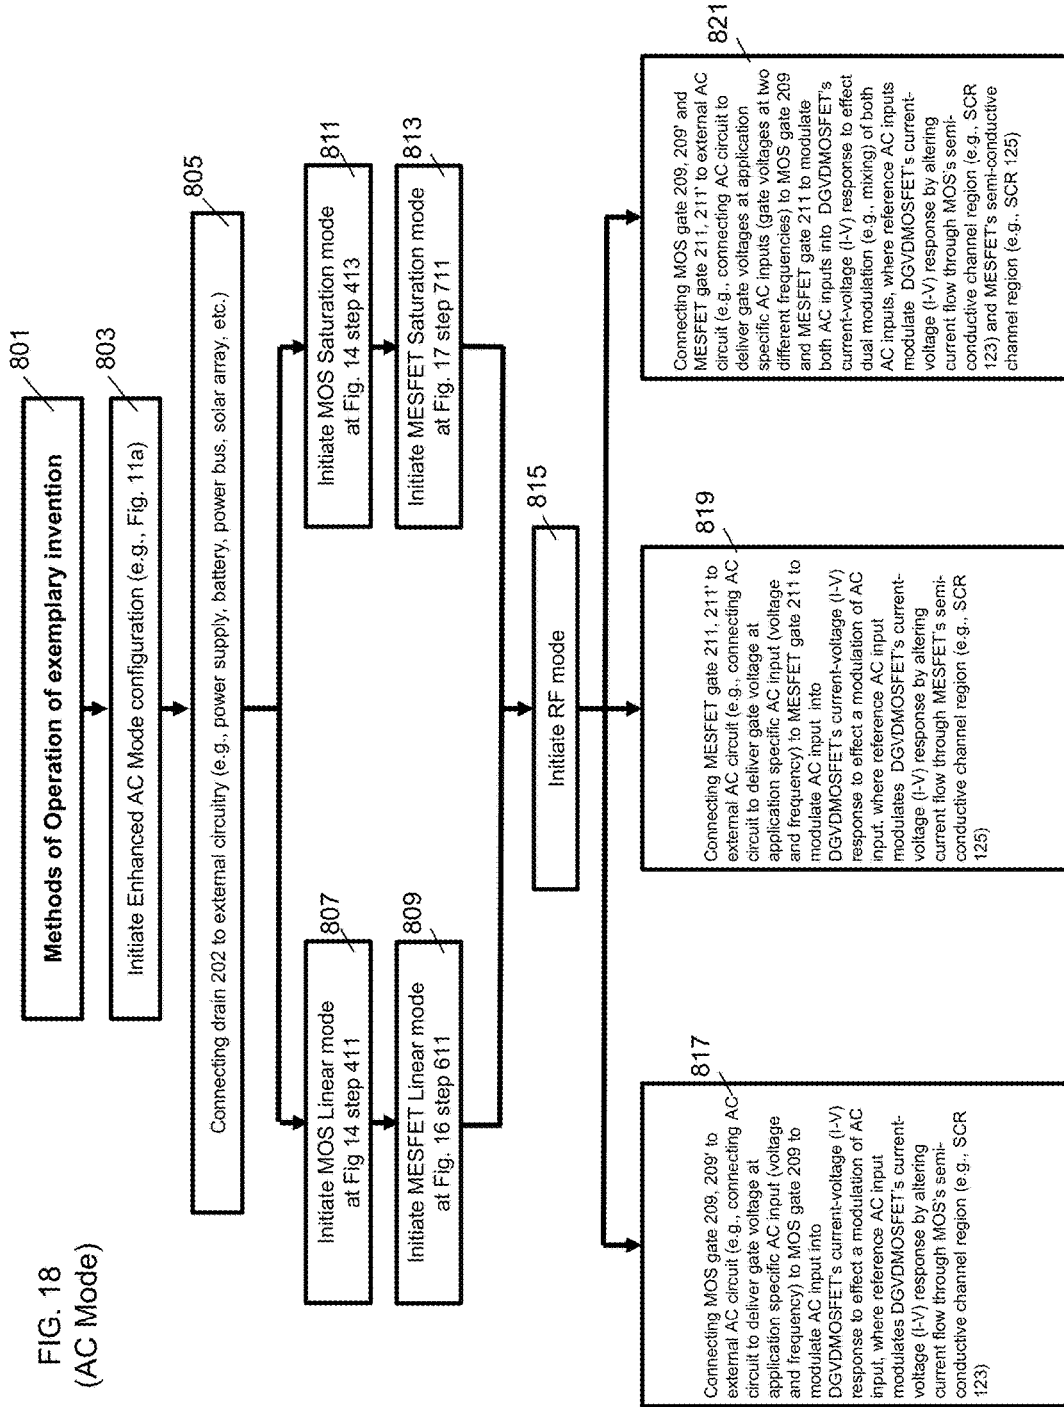 FIG. 18
(AC Mode)
801
Methods of Operation of exemplary invention
803
Initiate Enhanced AC Mode configuration (e.g., Fig. 11a)
805
Connecting drain 202 to external circuitry (e.g., power supply, battery, power bus, solar array, etc.)
807
Initiate MOS Linear mode
at Fig 14 step 411
809
Initiate MESFET Linear mode
at Fig. 16 step 611
811
Initiate MOS Saturation mode
at Fig. 14 step 413
813
Initiate MESFET Saturation mode
at Fig. 17 step 711
815
Initiate RF mode
817
Connecting MOS gate 209, 209' to
external AC circuit (e.g., connecting AC
circuit to deliver gate voltage at
application specific AC input (voltage
and frequency) to MOS gate 209 to
modulate AC input into
DGVDMOSFET's current-voltage (I-V)
response to effect a modulation of AC
input, where reference AC input
modulates DGVDMOSFET's current-
voltage (I-V) response by altering
current flow through MOS's semi-
conductive channel region (e.g., SCR
123)
819
Connecting MESFET gate 211, 211' to
external AC circuit (e.g., connecting AC
circuit to deliver gate voltage at
application specific AC input (voltage
and frequency) to MESFET gate 211 to
modulate AC input into
DGVDMOSFET's current-voltage (I-V)
response to effect a modulation of AC
input, where reference AC input
modulates DGVDMOSFET's current-
voltage (I-V) response by altering
current flow through MESFET's semi-
conductive channel region (e.g., SCR
125)
821
Connecting MOS gate 209, 209' and
MESFET gate 211, 211' to external AC
circuit (e.g., connecting AC circuit to
deliver gate voltages at application
specific AC inputs (gate voltages at two
different frequencies) to MOS gate 209
and MESFET gate 211 to modulate
both AC inputs into DGVDMOSFET's
current-voltage (I-V) response to effect
dual modulation (e.g., mixing) of both
AC inputs, where reference AC inputs
modulate DGVDMOSFET's current-
voltage (I-V) response by altering
current flow through MOS's semi-
conductive channel region (e.g., SCR
123) and MESFET's semi-conductive
channel region (e.g., SCR 125)